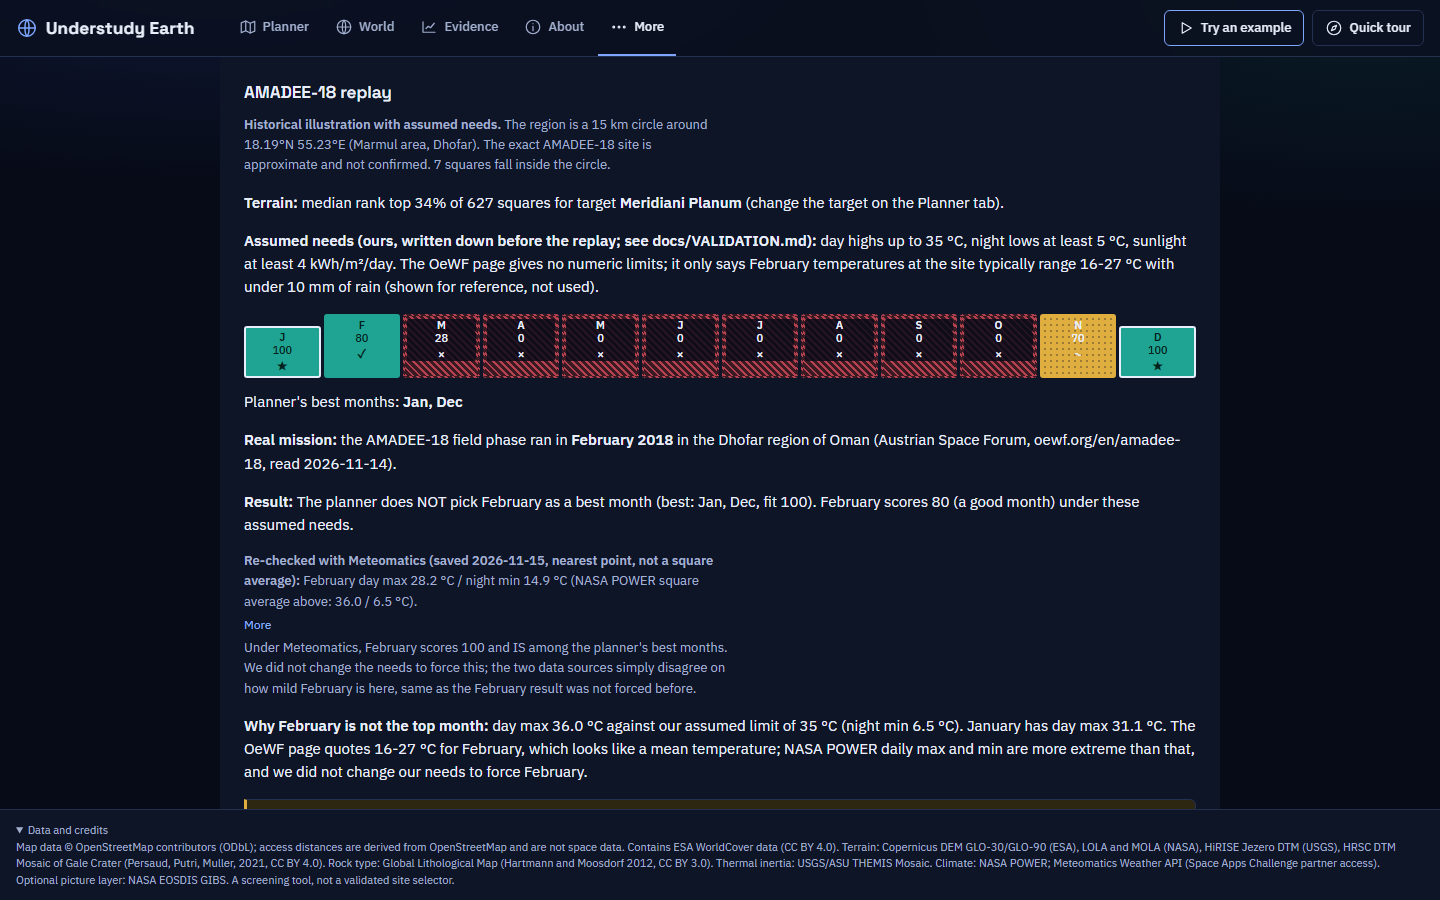 Understudy Earth
Planner
World
Evidence
About
More
Try an example
Quick tour
AMADEE-18 replay
Historical illustration with assumed needs. The region is a 15 km circle around
18.19°N 55.23°E (Marmul area, Dhofar). The exact AMADEE-18 site is
approximate and not confirmed. 7 squares fall inside the circle.
Terrain: median rank top 34% of 627 squares for target Meridiani Planum (change the target on the Planner tab).
Assumed needs (ours, written down before the replay; see docs/VALIDATION.md): day highs up to 35 °C, night lows at least 5 °C, sunlight
at least 4 kWh/m²/day. The OeWF page gives no numeric limits; it only says February temperatures at the site typically range 16-27 °C with
under 10 mm of rain (shown for reference, not used).
J F M A M J J A S O N D
100 80 28 0 0 0 0 0 0 0 70 100
★ ✓ × × × × × × × × ~ ★
Planner's best months: Jan, Dec
Real mission: the AMADEE-18 field phase ran in February 2018 in the Dhofar region of Oman (Austrian Space Forum, oewf.org/en/amadee-
18, read 2026-11-14).
Result: The planner does NOT pick February as a best month (best: Jan, Dec, fit 100). February scores 80 (a good month) under these
assumed needs.
Re-checked with Meteomatics (saved 2026-11-15, nearest point, not a square
average): February day max 28.2 °C / night min 14.9 °C (NASA POWER square
average above: 36.0 / 6.5 °C).
More
Under Meteomatics, February scores 100 and IS among the planner's best months.
We did not change the needs to force this; the two data sources simply disagree on
how mild February is here, same as the February result was not forced before.
Why February is not the top month: day max 36.0 °C against our assumed limit of 35 °C (night min 6.5 °C). January has day max 31.1 °C. The
OeWF page quotes 16-27 °C for February, which looks like a mean temperature; NASA POWER daily max and min are more extreme than that,
and we did not change our needs to force February.
▼ Data and credits
Map data © OpenStreetMap contributors (ODbL); access distances are derived from OpenStreetMap and are not space data. Contains ESA WorldCover data (CC BY 4.0). Terrain: Copernicus DEM GLO-30/GLO-90 (ESA), LOLA and MOLA (NASA), HiRISE Jezero DTM (USGS), HRSC DTM
Mosaic of Gale Crater (Persaud, Putri, Muller, 2021, CC BY 4.0). Rock type: Global Lithological Map (Hartmann and Moosdorf 2012, CC BY 3.0). Thermal inertia: USGS/ASU THEMIS Mosaic. Climate: NASA POWER; Meteomatics Weather API (Space Apps Challenge partner access).
Optional picture layer: NASA EOSDIS GIBS. A screening tool, not a validated site selector.